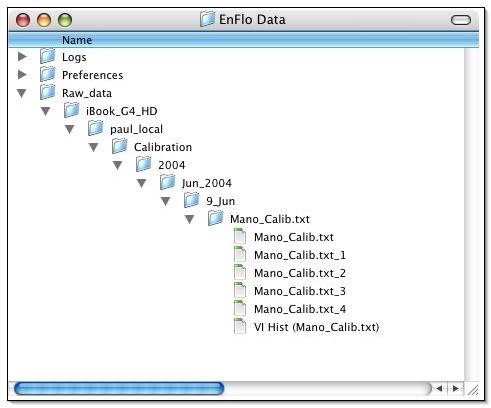 EnFlo Data
Name
Logs
Preferences
Raw_data
iBook_G4_HD
paul_local
Calibration
2004
Jun_2004
9_Jun
Mano_Calib.txt
Mano_Calib.txt
Mano_Calib.txt_1
Mano_Calib.txt_2
Mano_Calib.txt_3
Mano_Calib.txt_4
VI Hist (Mano_Calib.txt)